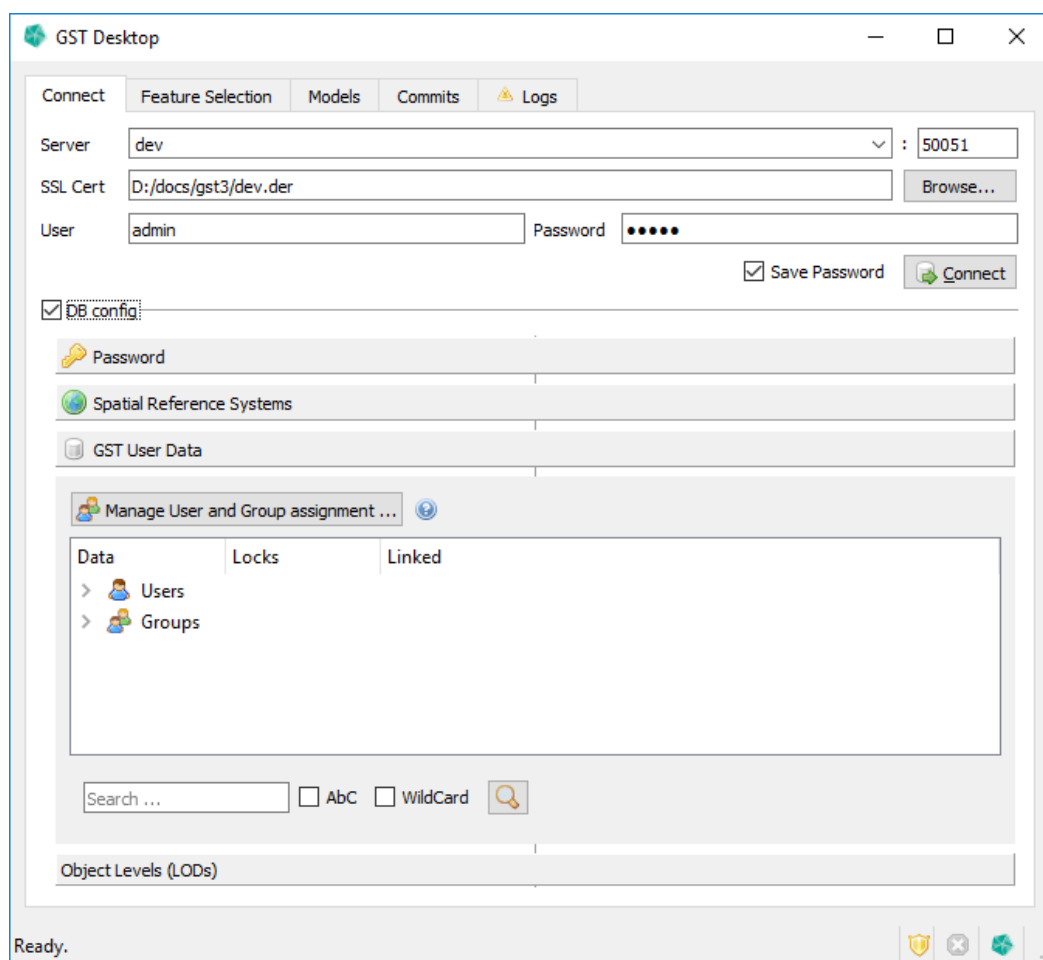 GST Desktop
Connect Feature Selection Models Commits Logs
Server dev : 50051
SSL Cert D:/docs/gst3/dev.der Browse...
User admin Password ●●●●●
Save Password Connect
DB config
Password
Spatial Reference Systems
GST User Data
Manage User and Group assignment ...
Data Locks Linked
Users
Groups
Search ... AbC WildCard
Object Levels (LODs)
Ready.